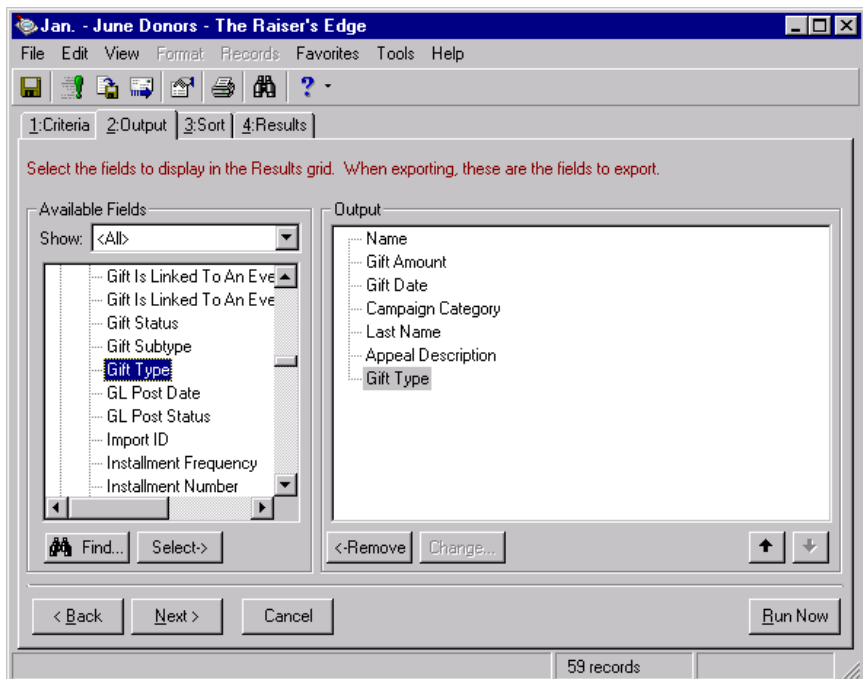 Jan. - June Donors - The Raiser's Edge
File Edit View Format Records Favorites Tools Help
?
1:Criteria 2:Output 3:Sort 4:Results
Select the fields to display in the Results grid. When exporting, these are the fields to export.
Available Fields
Show: <All>
Gift Is Linked To An Eve
Gift Is Linked To An Eve
Gift Status
Gift Subtype
Gift Type
GL Post Date
GL Post Status
Import ID
Installment Frequency
Installment Number
Find... Select->
Output
Name
Gift Amount
Gift Date
Campaign Category
Last Name
Appeal Description
Gift Type
<-Remove Change...
< Back Next > Cancel Run Now
59 records